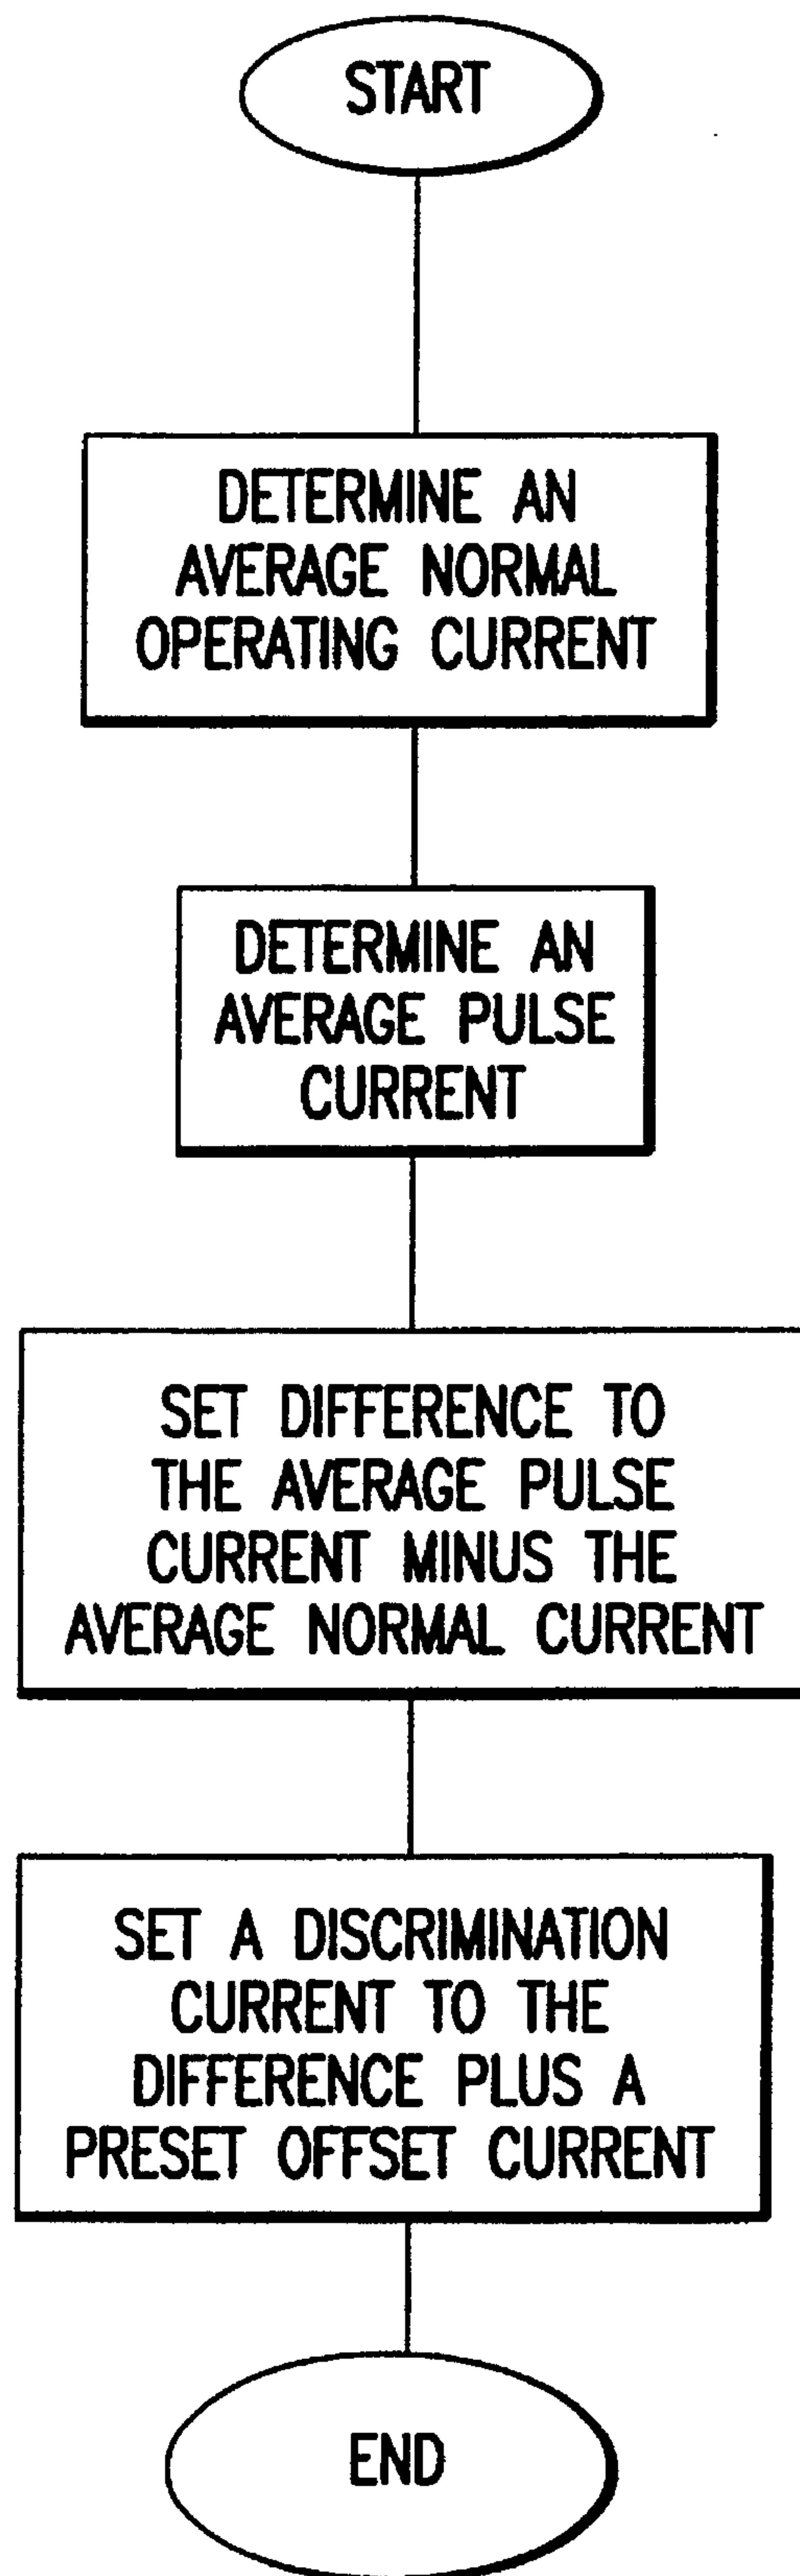 START
DETERMINE AN
AVERAGE NORMAL
OPERATING CURRENT
DETERMINE AN
AVERAGE PULSE
CURRENT
SET DIFFERENCE TO
THE AVERAGE PULSE
CURRENT MINUS THE
AVERAGE NORMAL CURRENT
SET A DISCRIMINATION
CURRENT TO THE
DIFFERENCE PLUS A
PRESET OFFSET CURRENT
END